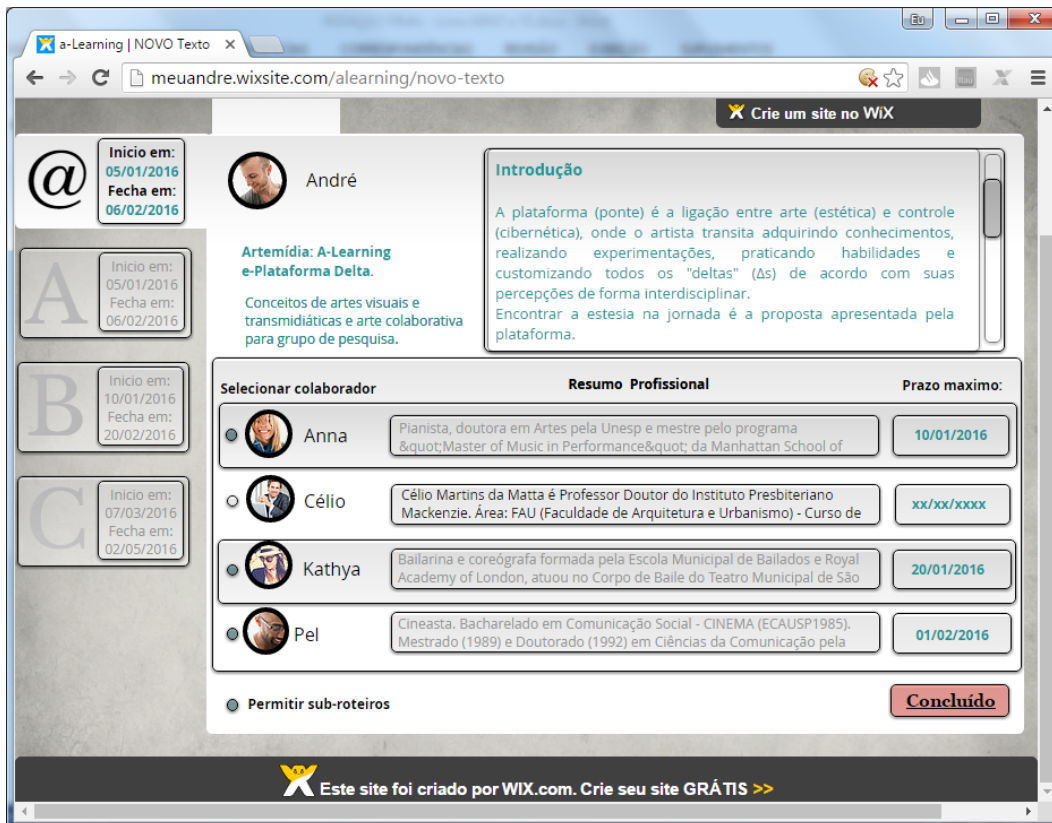 Eu
a-Learning | NOVO Texto
meuandre.wixsite.com/alearning/novo-texto
Itaú
Crie um site no WiX
@
Inicio em:
05/01/2016
Fecha em:
06/02/2016
André
Artemídia: A-Learning
e-Plataforma Delta.
Conceitos de artes visuais e
transmidiáticas e arte colaborativa
para grupo de pesquisa.
Introdução
A plataforma (ponte) é a ligação entre arte (estética) e controle
(cibernética), onde o artista transita adquirindo conhecimentos,
realizando experimentações, praticando habilidades e
customizando todos os "deltas" (Δs) de acordo com suas
percepções de forma interdisciplinar.
Encontrar a estesia na jornada é a proposta apresentada pela
plataforma.
A
Inicio em:
05/01/2016
Fecha em:
06/02/2016
B
Inicio em:
10/01/2016
Fecha em:
20/02/2016
C
Inicio em:
07/03/2016
Fecha em:
02/05/2016
Selecionar colaborador
Resumo Profissional
Prazo maximo:
Anna
Pianista, doutora em Artes pela Unesp e mestre pelo programa
&quot;Master of Music in Performance&quot; da Manhattan School of
10/01/2016
Célio
Célio Martins da Matta é Professor Doutor do Instituto Presbiteriano
Mackenzie. Área: FAU (Faculdade de Arquitetura e Urbanismo) - Curso de
xx/xx/xxxx
Kathya
Bailarina e coreógrafa formada pela Escola Municipal de Bailados e Royal
Academy of London, atuou no Corpo de Baile do Teatro Municipal de São
20/01/2016
Pel
Cineasta. Bacharelado em Comunicação Social - CINEMA (ECAUSP1985).
Mestrado (1989) e Doutorado (1992) em Ciências da Comunicação pela
01/02/2016
Permitir sub-roteiros
Concluído
Este site foi criado por WIX.com. Crie seu site GRÁTIS >>